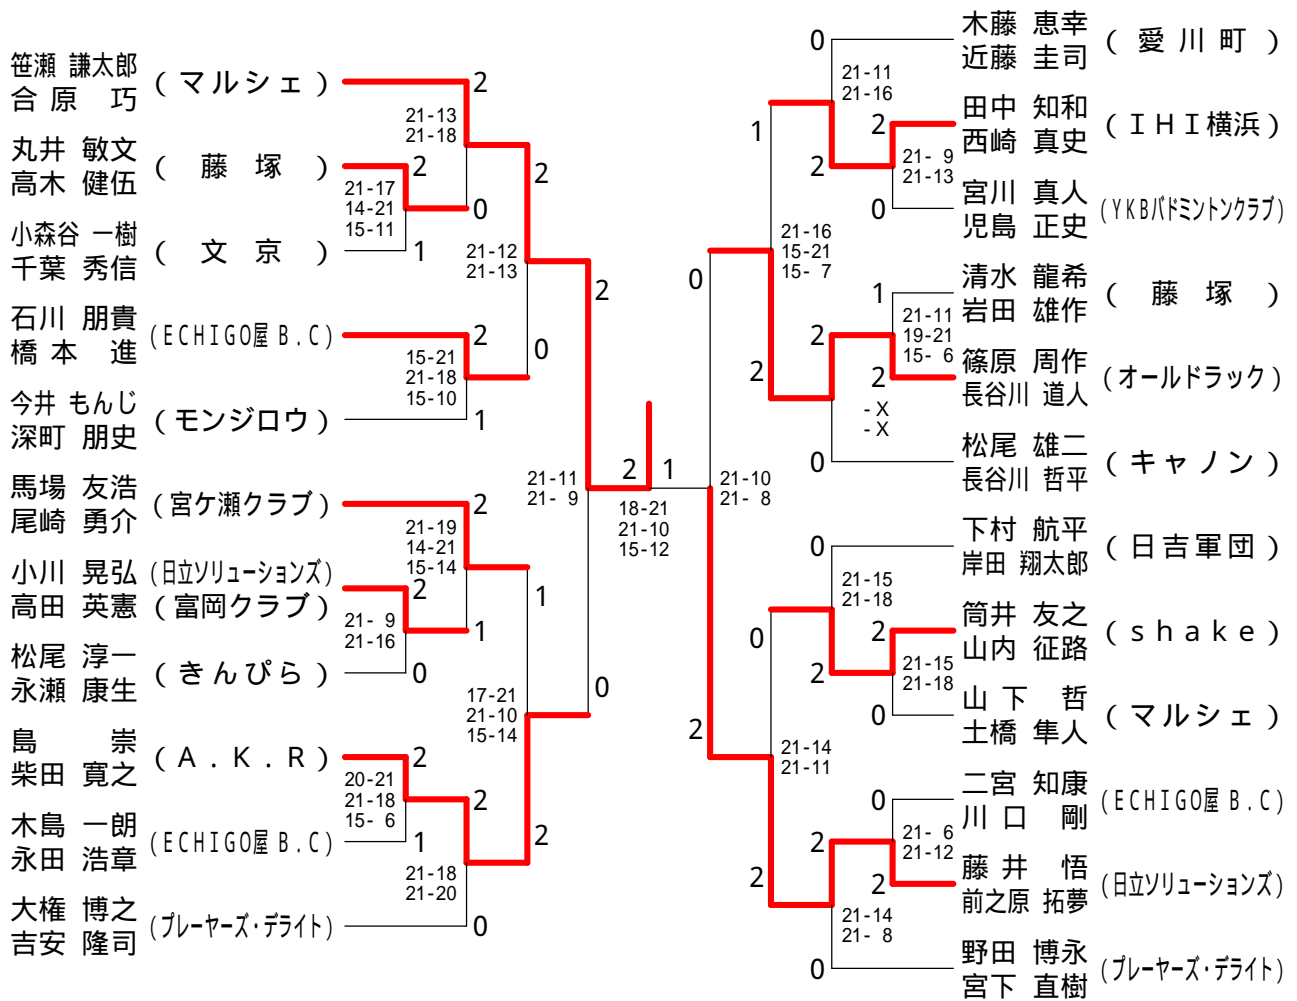 笹瀬 謙太郎
合原 巧
(マルシェ)
2
21-13
21-18
丸井 敏文
高木 健伍
( 藤 塚 )
2
21-17
14-21
15-11
0
2
小森谷 一樹
千葉 秀信
( 文 京 )
1
21-12
21-13
2
石川 朋貴
橋本 進
(ECHIGO屋 B.C)
2
15-21
21-18
15-10
0
今井 もんじ
深町 朋史
(モンジロウ)
1
21-11
21- 9
馬場 友浩
尾崎 勇介
(宮ケ瀬クラブ)
2
21-19
14-21
15-14
小川 晃弘
高田 英憲
(日立ソリューションズ)
(富岡クラブ)
2
21- 9
21-16
1
1
松尾 淳一
永瀬 康生
(きんぴら)
0
17-21
21-10
15-14
0
島 崇
柴田 寛之
(A.K.R)
2
20-21
21-18
15- 6
2
木島 一朗
永田 浩章
(ECHIGO屋 B.C)
1
2
21-18
21-20
大権 博之
吉安 隆司
(プレーヤーズ・デライト)
0
2
1
18-21
21-10
15-12
0
木藤 恵幸
近藤 圭司
(愛川町)
21-11
21-16
1
2
田中 知和
西崎 真史
(IHI横浜)
2
21- 9
21-13
0
宮川 真人
児島 正史
(YKBバドミントンクラブ)
21-16
15-21
15- 7
0
1
清水 龍希
岩田 雄作
( 藤 塚 )
21-11
19-21
15- 6
2
2
2
篠原 周作
長谷川 道人
(オールドラック)
- X
- X
0
松尾 雄二
長谷川 哲平
(キャノン)
21-10
21- 8
0
下村 航平
岸田 翔太郎
(日吉軍団)
21-15
21-18
0
2
筒井 友之
山内 征路
(shake)
2
21-15
21-18
0
山下 哲
土橋 隼人
(マルシェ)
2
21-14
21-11
0
二宮 知康
川口 剛
(ECHIGO屋 B.C)
21- 6
21-12
2
2
2
藤井 悟
前之原 拓夢
(日立ソリューションズ)
21-14
21- 8
0
野田 博永
宮下 直樹
(プレーヤーズ・デライト)